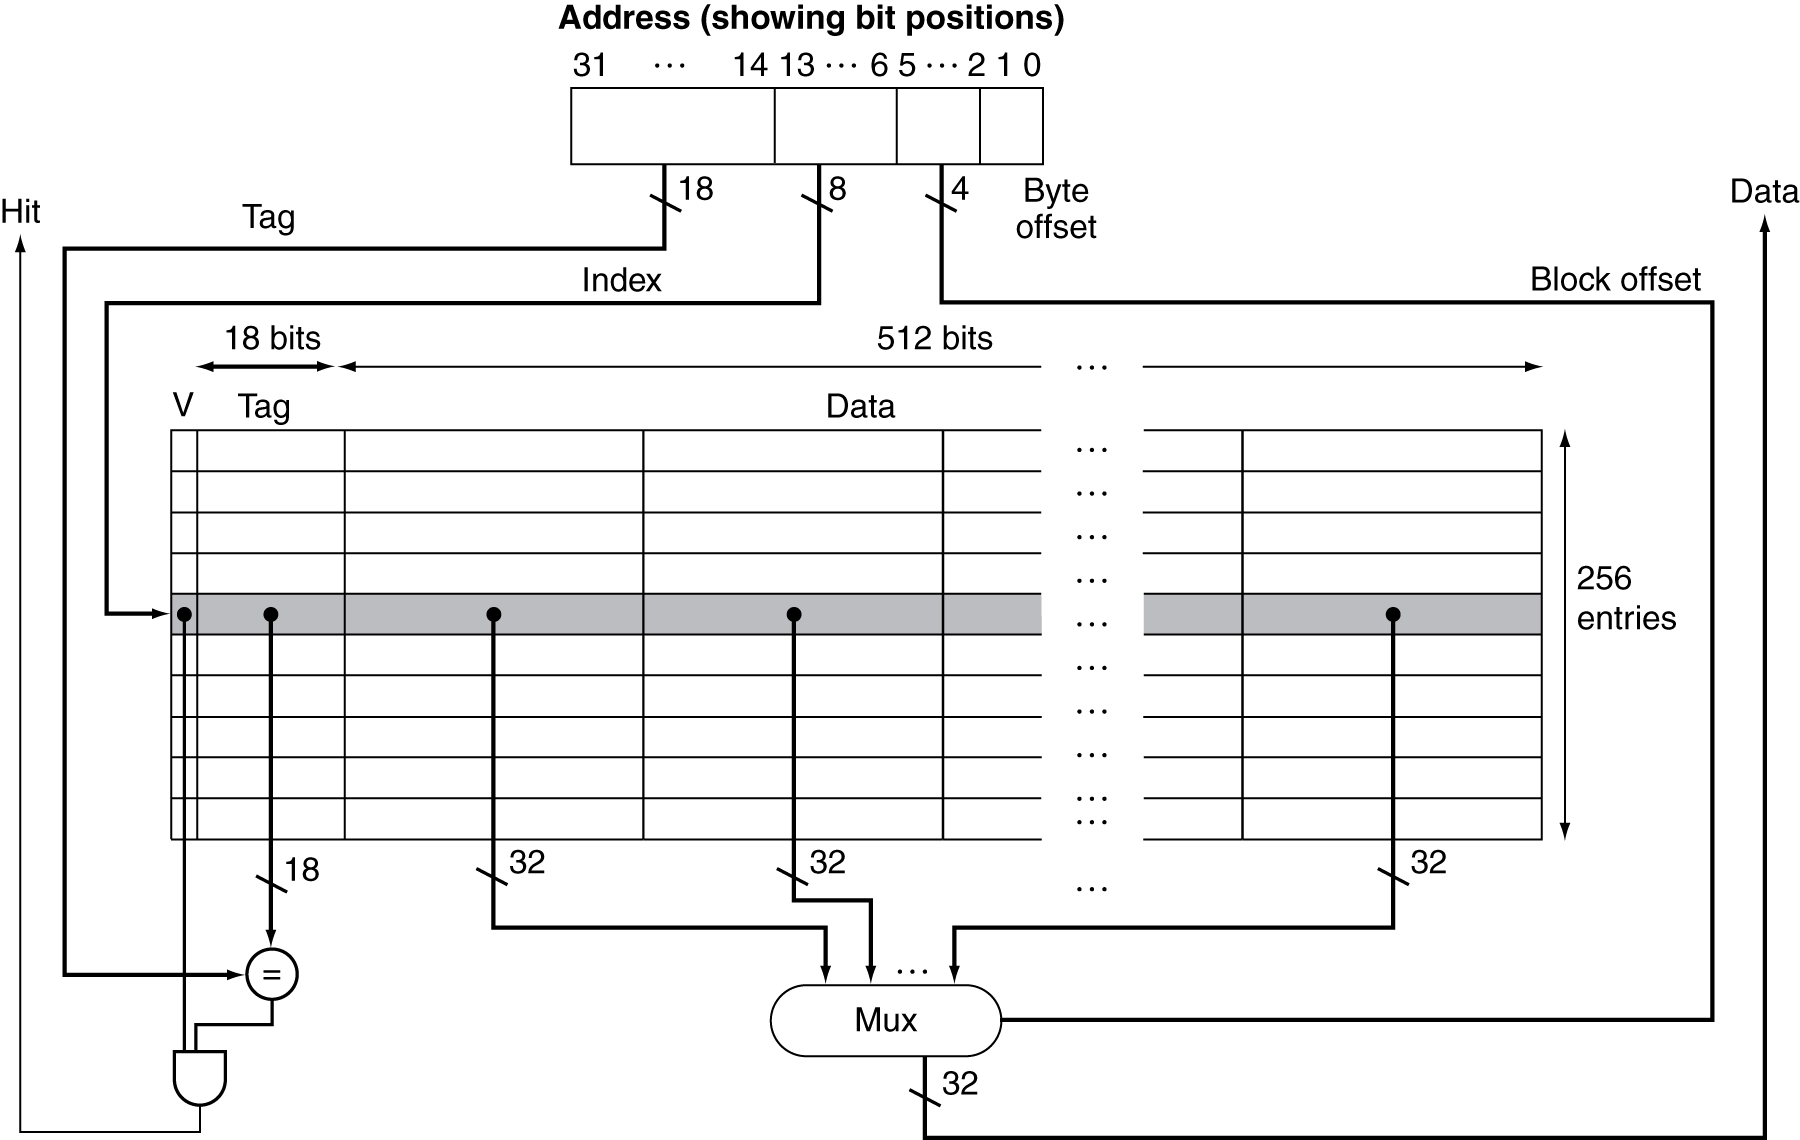 Address (showing bit positions)
31 ··· 14 13 ··· 6 5 ··· 2 1 0
18
8
4
Byte
offset
Hit
Data
Tag
Index
Block offset
18 bits
512 bits
···
V
Tag
Data
···
···
···
···
···
···
···
···
···
···
256
entries
18
32
32
···
32
=
···
Mux
32